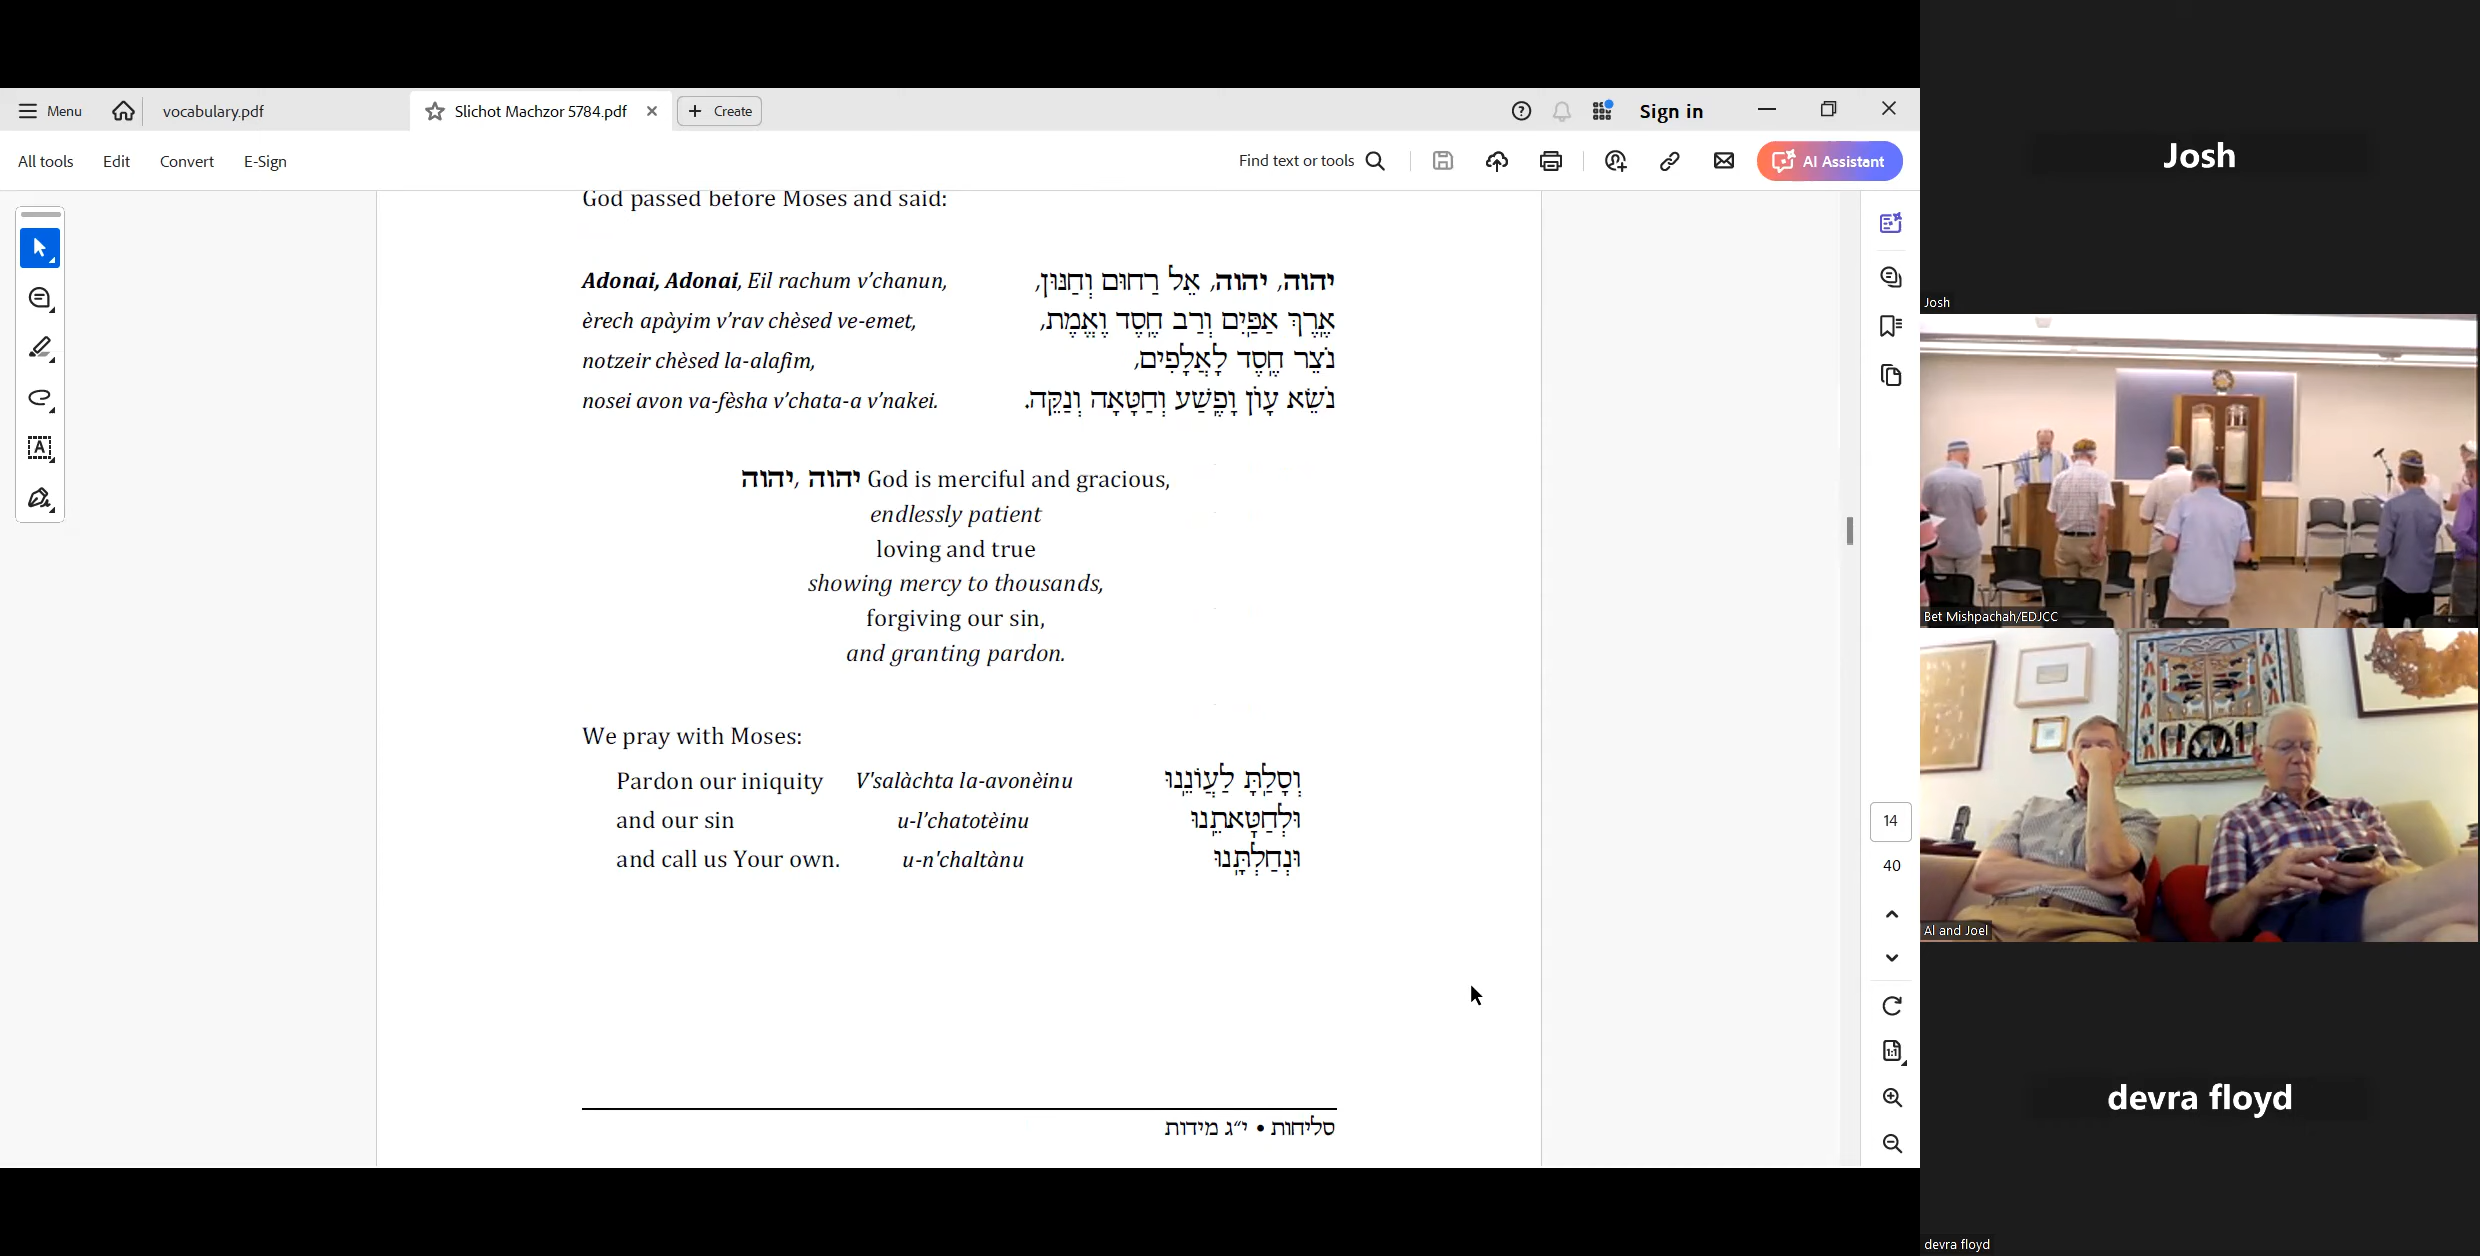 Menu
vocabulary.pdf
Slichot Machzor 5784.pdf
Create
Sign in
All tools
Edit
Convert
E-Sign
Find text or tools
AI Assistant
God passed before Moses and said:
Adonai, Adonai, Eil rachum v'chanun,
יהוה, יהוה, אֵל רַחוּם וְחַנּוּן,
èrech apàyim v'rav chèsed ve-emet,
אֶֽרֶךְ אַפַּֽיִם וְרַב חֶֽסֶד וֶאֱמֶת,
notzeir chèsed la-alafim,
נֹצֵר חֶֽסֶד לָאֲלָפִים,
nosei avon va-fèsha v'chata-a v'nakei.
נֹשֵׂא עָוֹן וָפֶֽשַׁע וְחַטָּאָה וְנַקֵּה.
יהוה, יהוה God is merciful and gracious,
endlessly patient
loving and true
showing mercy to thousands,
forgiving our sin,
and granting pardon.
We pray with Moses:
Pardon our iniquity V'salàchta la-avonèinu וְסָלַחְתָּ לַעֲוֹנֵֽנוּ
and our sin u-l'chatotèinu וּלְחַטָּאתֵֽנוּ
and call us Your own. u-n'chaltànu וּנְחַלְתָּֽנוּ
סליחות • י״ג מידות
14
40
Josh
Josh
Bet Mishpachah/EDJCC
Al and Joel
devra floyd
devra floyd